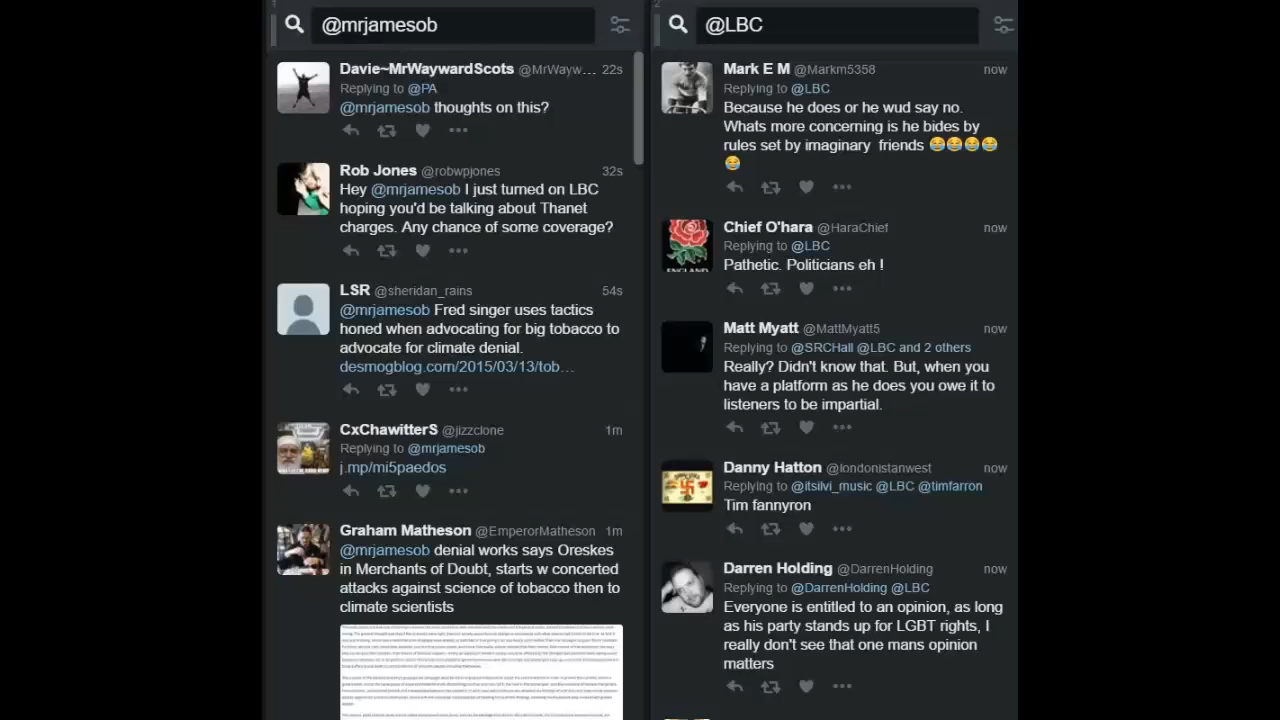 1
@mrjamesob
Davie~MrWaywardScots @MrWayw... 22s
Replying to @PA
@mrjamesob thoughts on this?
Rob Jones @robwpjones 32s
Hey @mrjamesob I just turned on LBC
hoping you'd be talking about Thanet
charges. Any chance of some coverage?
LSR @sheridan_rains 54s
@mrjamesob Fred singer uses tactics
honed when advocating for big tobacco to
advocate for climate denial.
desmogblog.com/2015/03/13/tob…
CxChawitterS @jizzclone 1m
Replying to @mrjamesob
j.mp/mi5paedos
Graham Matheson @EmperorMatheson 1m
@mrjamesob denial works says Oreskes
in Merchants of Doubt, starts w concerted
attacks against science of tobacco then to
climate scientists
2
@LBC
Mark E M @Markm5358 now
Replying to @LBC
Because he does or he wud say no.
Whats more concerning is he bides by
rules set by imaginary friends 😂😂😂😂
😂
Chief O'hara @HaraChief now
Replying to @LBC
Pathetic. Politicians eh !
ENGLAND
Matt Myatt @MattMyatt5 now
Replying to @SRCHall @LBC and 2 others
Really? Didn't know that. But, when you
have a platform as he does you owe it to
listeners to be impartial.
Danny Hatton @londonistanwest now
Replying to @itsilvi_music @LBC @timfarron
Tim fannyron
Darren Holding @DarrenHolding now
Replying to @DarrenHolding @LBC
Everyone is entitled to an opinion, as long
as his party stands up for LGBT rights, I
really don't see what one mans opinion
matters